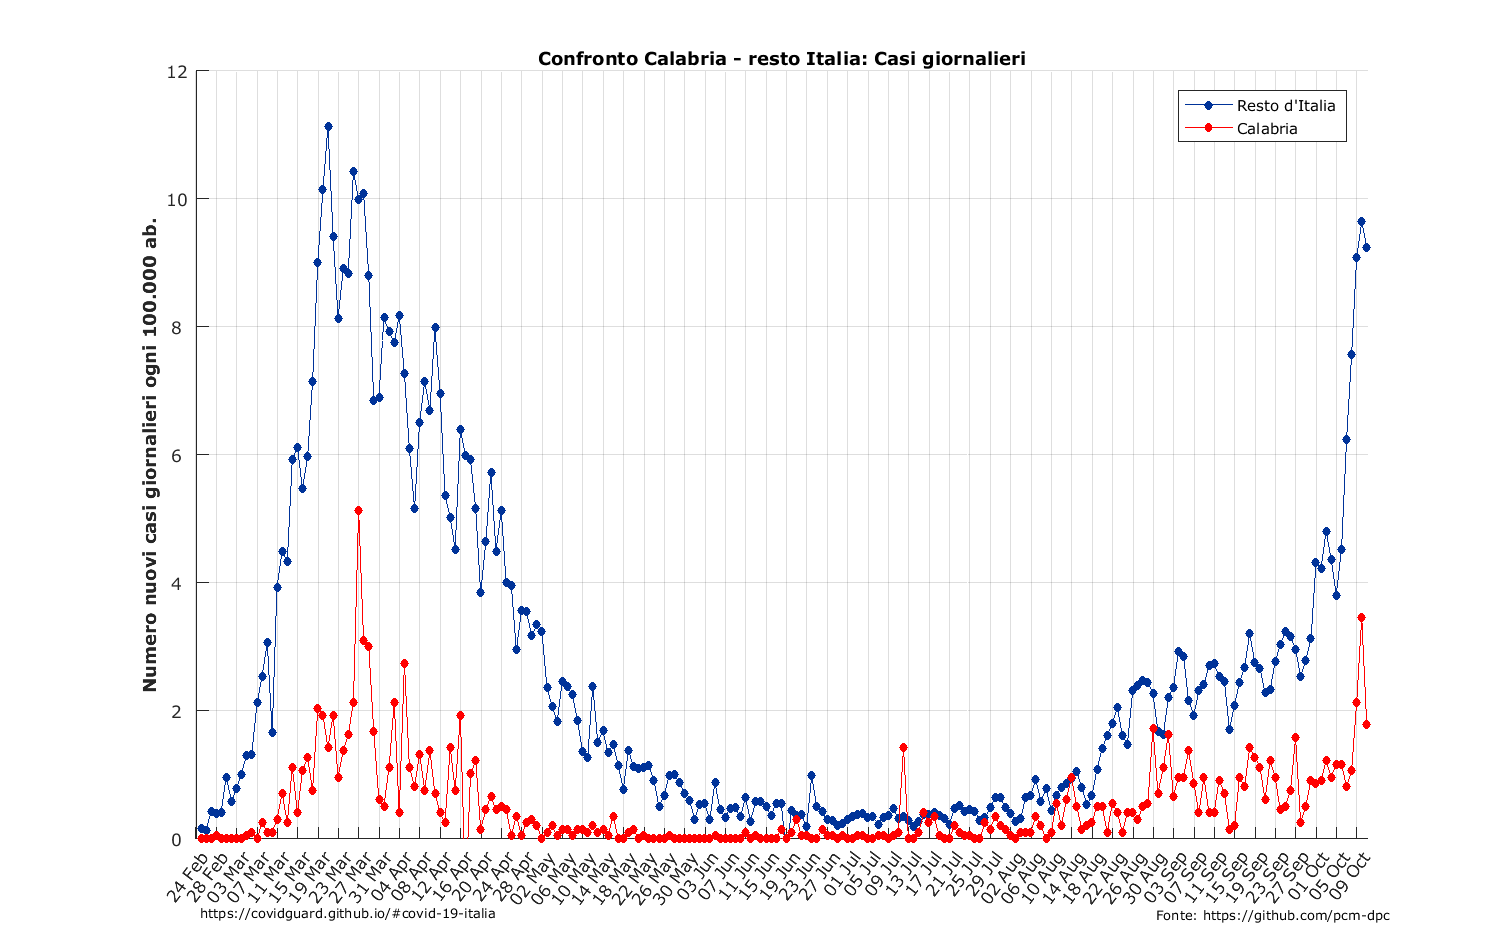 Confronto Calabria - resto Italia: Casi giornalieri
12
10
8
6
4
2
0
Numero nuovi casi giornalieri ogni 100.000 ab.
Resto d'Italia
Calabria
24 Feb
28 Feb
03 Mar
07 Mar
11 Mar
15 Mar
19 Mar
23 Mar
27 Mar
31 Mar
04 Apr
08 Apr
12 Apr
16 Apr
20 Apr
24 Apr
28 Apr
02 May
06 May
10 May
14 May
18 May
22 May
26 May
30 May
03 Jun
07 Jun
11 Jun
15 Jun
19 Jun
23 Jun
27 Jun
01 Jul
05 Jul
09 Jul
13 Jul
17 Jul
21 Jul
25 Jul
29 Jul
02 Aug
06 Aug
10 Aug
14 Aug
18 Aug
22 Aug
26 Aug
30 Aug
03 Sep
07 Sep
11 Sep
15 Sep
19 Sep
23 Sep
27 Sep
01 Oct
05 Oct
09 Oct
https://covidguard.github.io/#covid-19-italia
Fonte: https://github.com/pcm-dpc